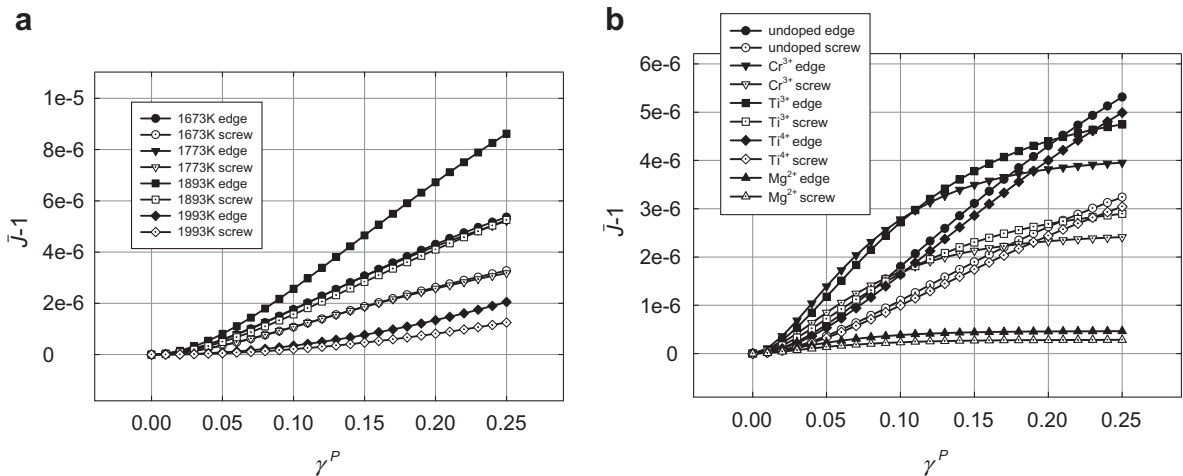 a
1e-5
8e-6
6e-6
4e-6
2e-6
0
J̄-1
1673K edge
1673K screw
1773K edge
1773K screw
1893K edge
1893K screw
1993K edge
1993K screw
0.00 0.05 0.10 0.15 0.20 0.25
γ^P
b
6e-6
5e-6
4e-6
3e-6
2e-6
1e-6
0
J̄-1
undoped edge
undoped screw
Cr³⁺ edge
Cr³⁺ screw
Ti³⁺ edge
Ti³⁺ screw
Ti⁴⁺ edge
Ti⁴⁺ screw
Mg²⁺ edge
Mg²⁺ screw
0.00 0.05 0.10 0.15 0.20 0.25
γ^P